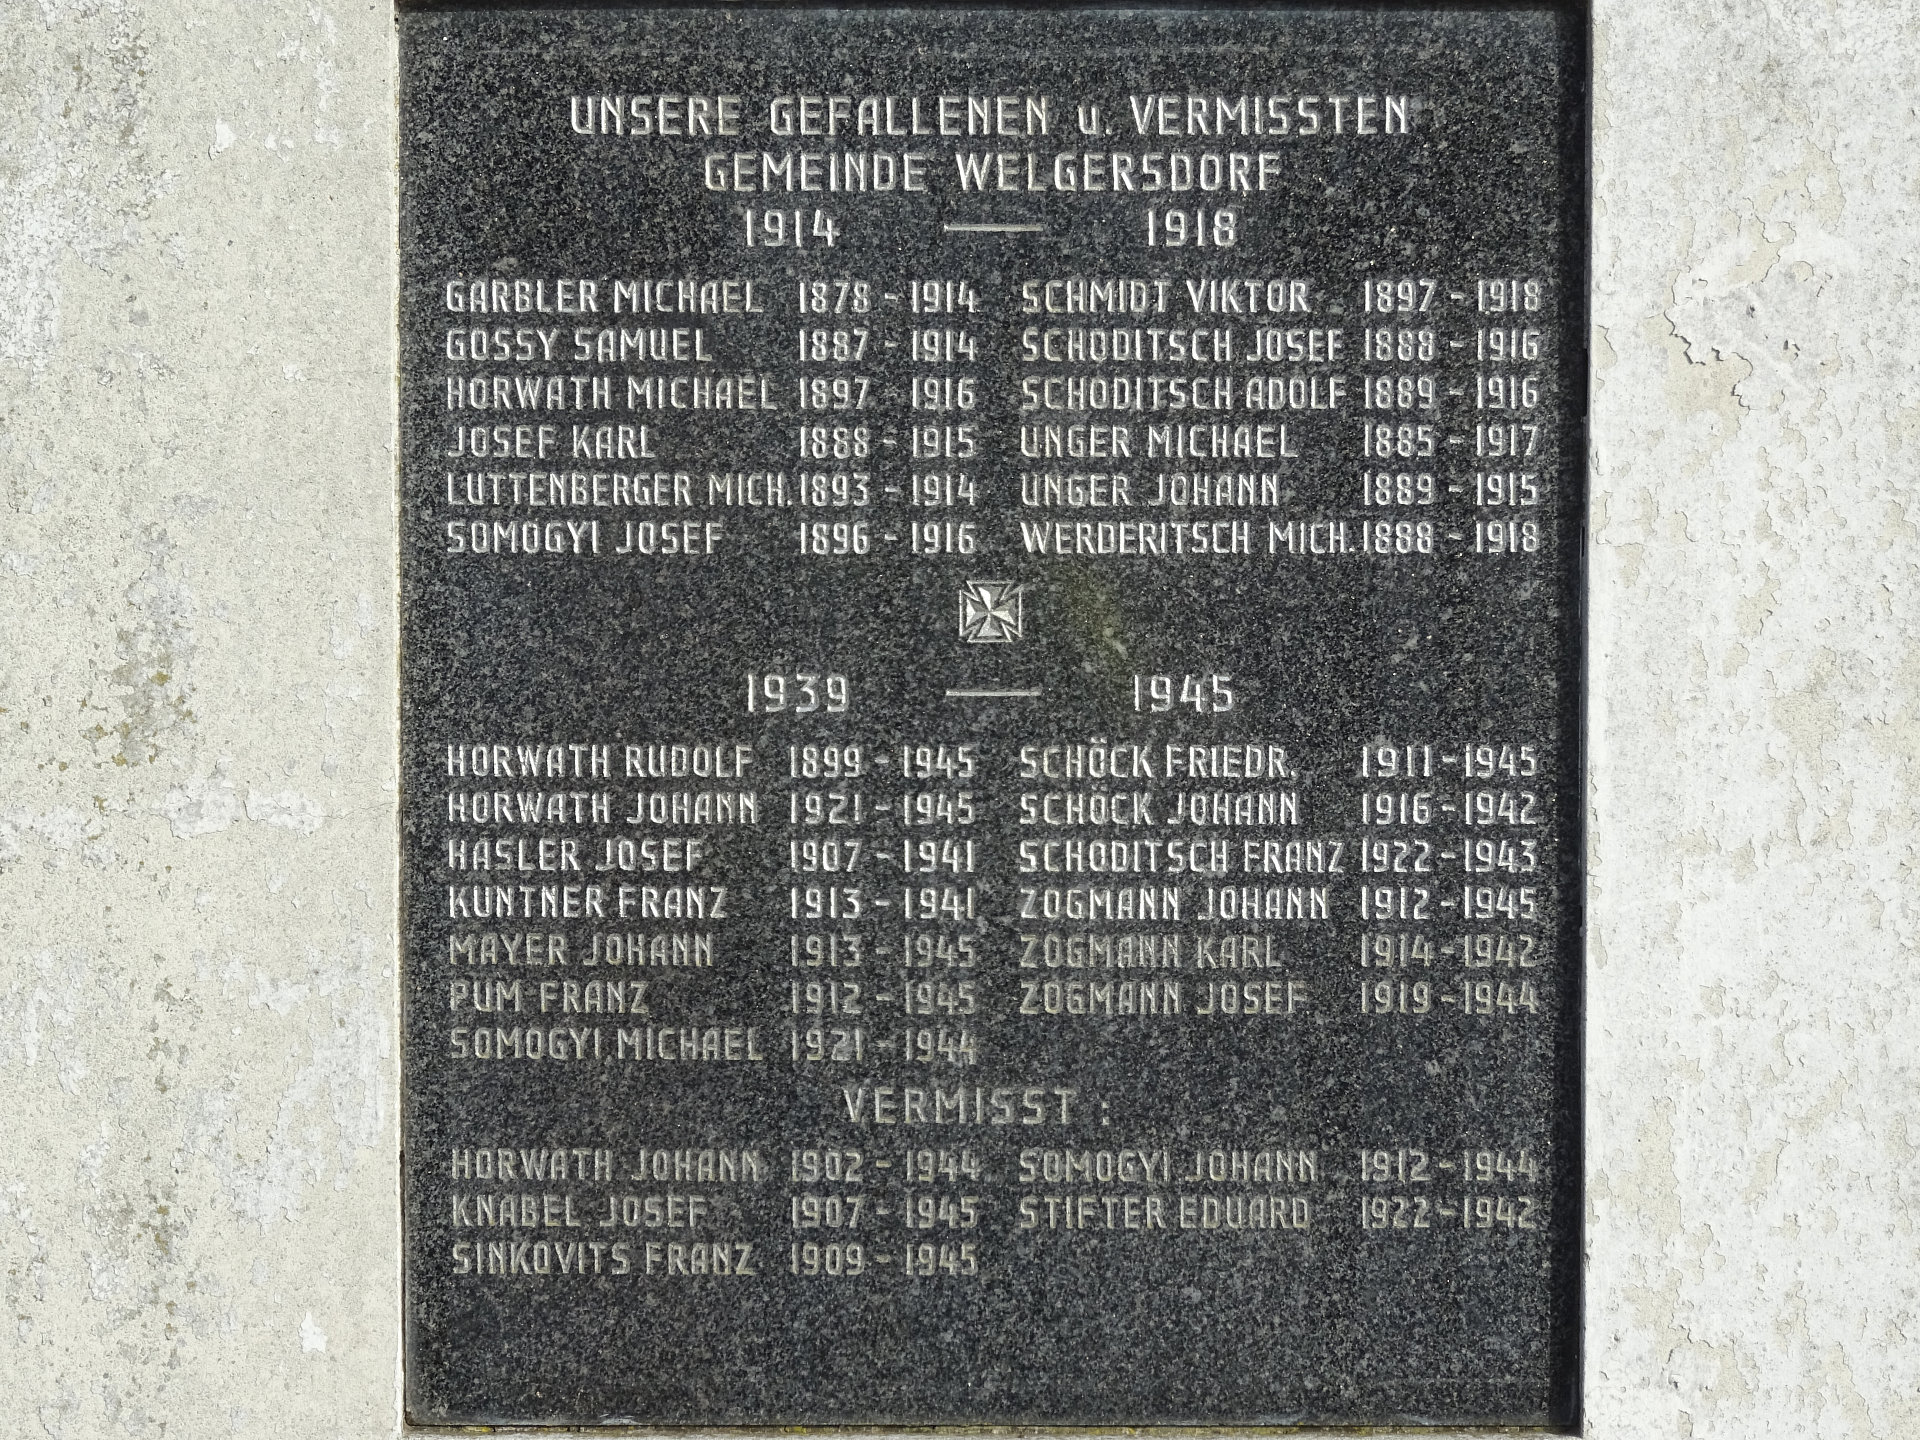 UNSERE GEFALLENEN u. VERMISSTEN
GEMEINDE WELGERSDORF
1914 — 1918
GARBLER MICHAEL 1878 - 1914 SCHMIDT VIKTOR 1897 - 1918
GOSSY SAMUEL 1887 - 1914 SCHODITSCH JOSEF 1888 - 1916
HORWATH MICHAEL 1897 - 1916 SCHODITSCH ADOLF 1889 - 1916
JOSEF KARL 1888 - 1915 UNGER MICHAEL 1885 - 1917
LUTTENBERGER MICH. 1893 - 1914 UNGER JOHANN 1889 - 1915
SOMOGYI JOSEF 1896 - 1916 WERDERITSCH MICH. 1888 - 1918
1939 — 1945
HORWATH RUDOLF 1899 - 1945 SCHÖCK FRIEDR. 1911 - 1945
HORWATH JOHANN 1921 - 1945 SCHÖCK JOHANN 1916 - 1942
HASLER JOSEF 1907 - 1941 SCHODITSCH FRANZ 1922 - 1943
KUNTNER FRANZ 1913 - 1941 ZOGMANN JOHANN 1912 - 1945
MAYER JOHANN 1913 - 1945 ZOGMANN KARL 1914 - 1942
PUM FRANZ 1912 - 1945 ZOGMANN JOSEF 1919 - 1944
SOMOGYI MICHAEL 1921 - 1944
VERMISST :
HORWATH JOHANN 1902 - 1944 SOMOGYI JOHANN 1912 - 1944
KNABEL JOSEF 1907 - 1945 STIFTER EDUARD 1922 - 1942
SINKOVITS FRANZ 1909 - 1945